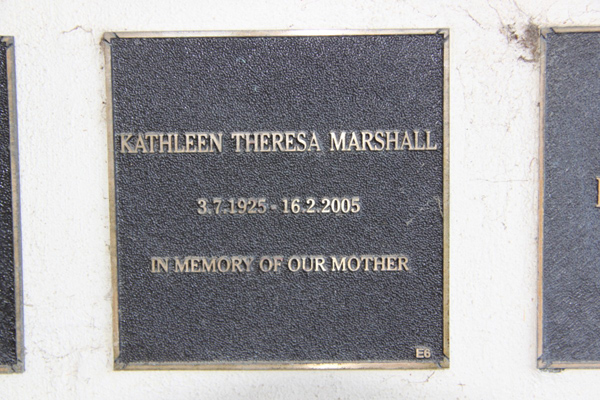 KATHLEEN THERESA MARSHALL
3.7.1925 - 16.2.2005
IN MEMORY OF OUR MOTHER
E6